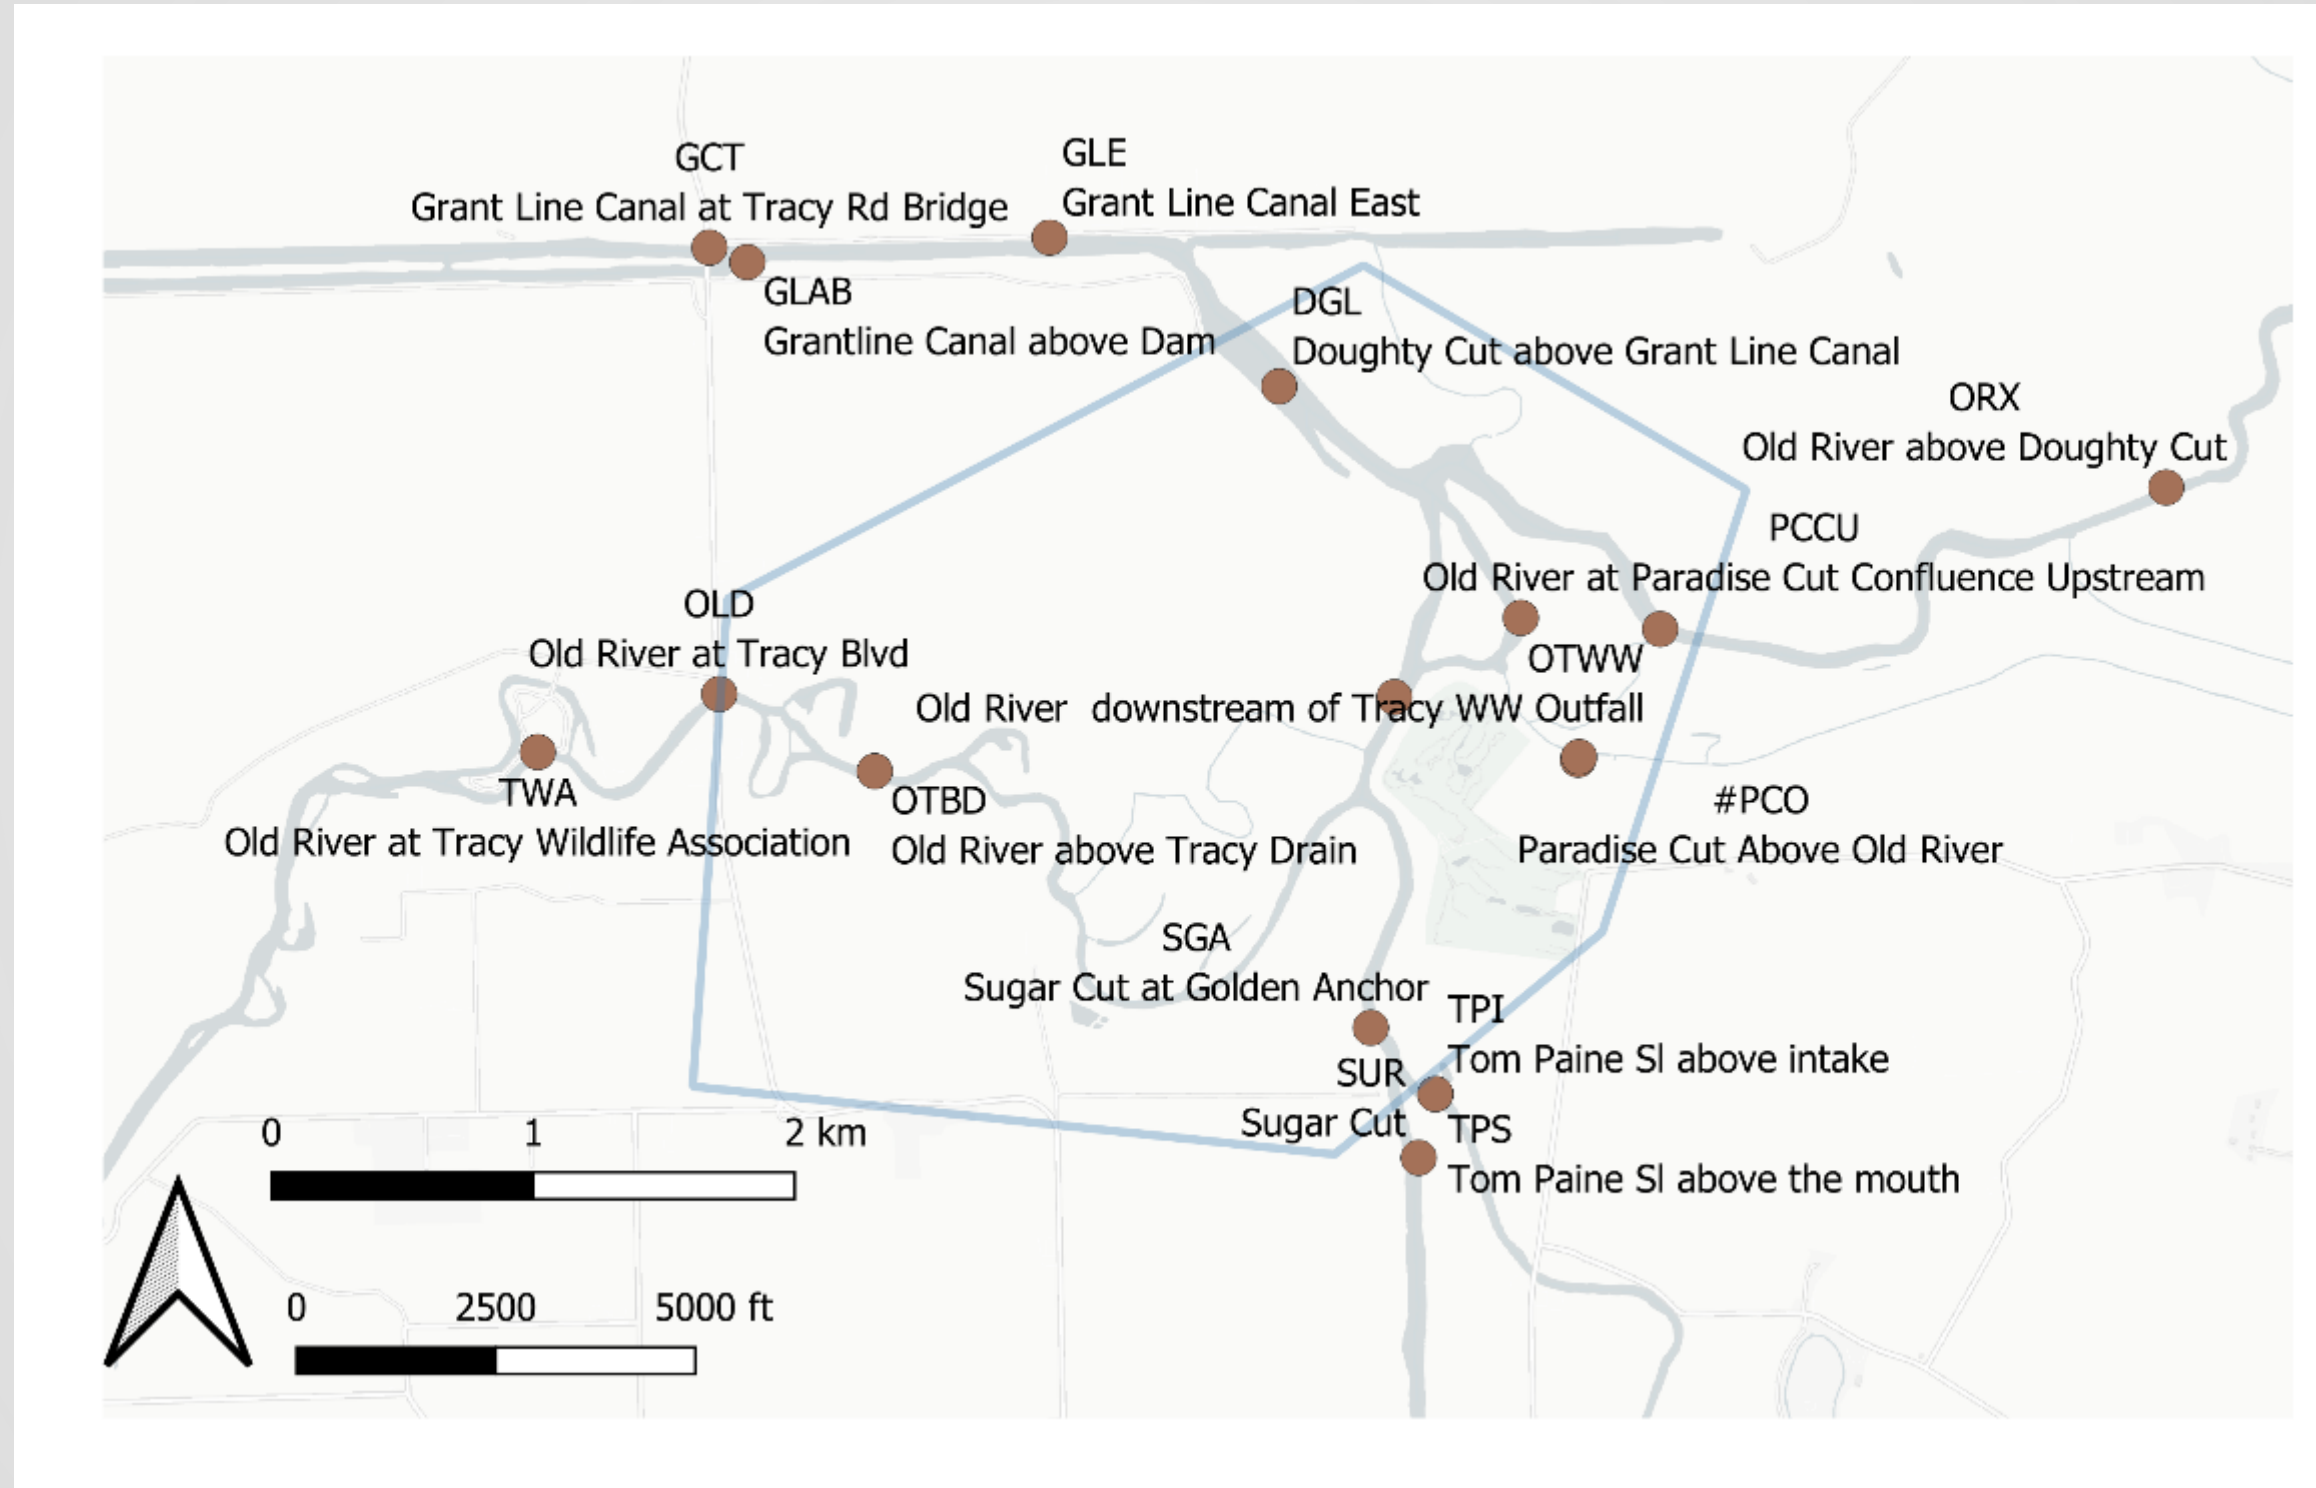 GCT
Grant Line Canal at Tracy Rd Bridge
GLE
Grant Line Canal East
GLAB
Grantline Canal above Dam
DGL
Doughty Cut above Grant Line Canal
ORX
Old River above Doughty Cut
PCCU
Old River at Paradise Cut Confluence Upstream
OLD
Old River at Tracy Blvd
OTWW
Old River  downstream of Tracy WW Outfall
TWA
Old River at Tracy Wildlife Association
OTBD
Old River above Tracy Drain
#PCO
Paradise Cut Above Old River
SGA
Sugar Cut at Golden Anchor
TPI
Tom Paine Sl above intake
SUR
Sugar Cut
TPS
Tom Paine Sl above the mouth
0 1 2 km
0 2500 5000 ft